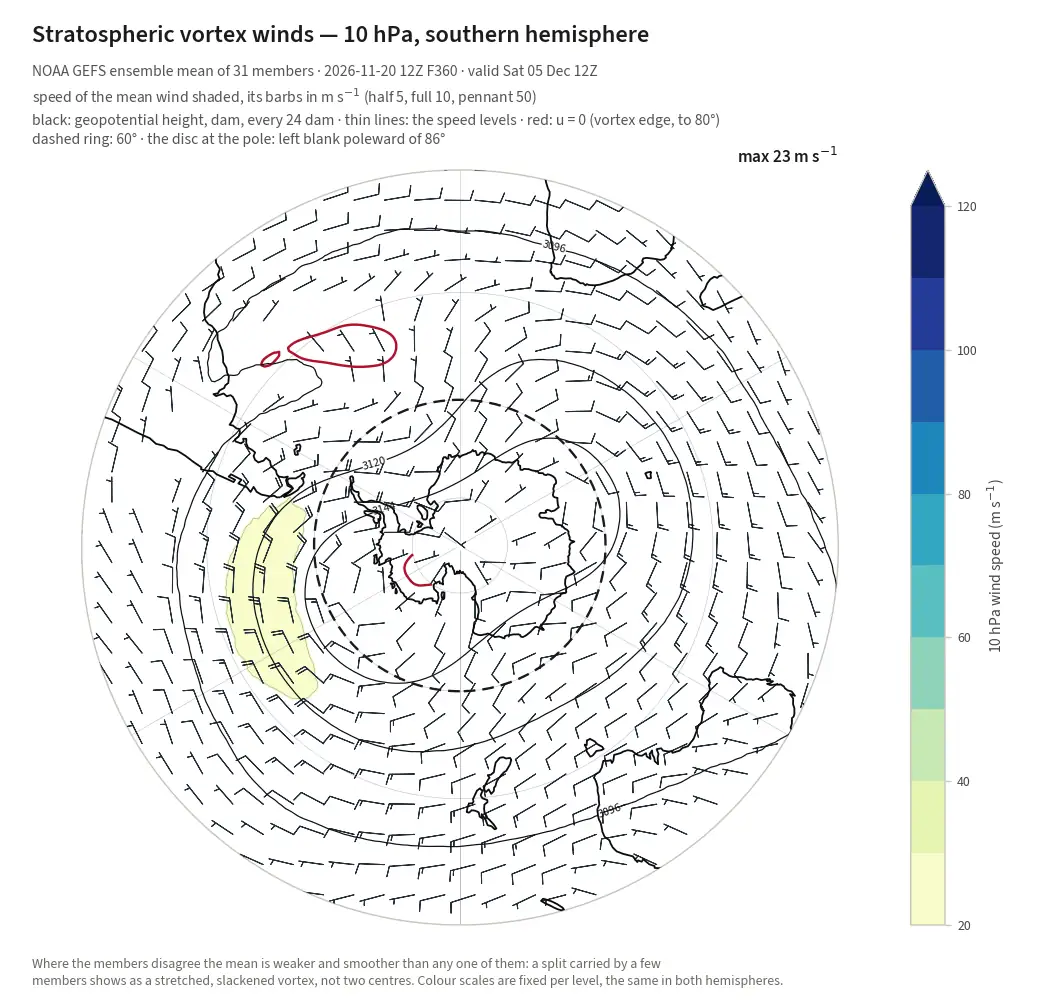 Stratospheric vortex winds — 10 hPa, southern hemisphere
NOAA GEFS ensemble mean of 31 members · 2026-11-20 12Z F360 · valid Sat 05 Dec 12Z
speed of the mean wind shaded, its barbs in m s⁻¹ (half 5, full 10, pennant 50)
black: geopotential height, dam, every 24 dam · thin lines: the speed levels · red: u = 0 (vortex edge, to 80°)
dashed ring: 60° · the disc at the pole: left blank poleward of 86°
max 23 m s⁻¹
120
100
80
60
40
20
10 hPa wind speed (m s⁻¹)
3096
3120
3096
Where the members disagree the mean is weaker and smoother than any one of them: a split carried by a few
members shows as a stretched, slackened vortex, not two centres. Colour scales are fixed per level, the same in both hemispheres.